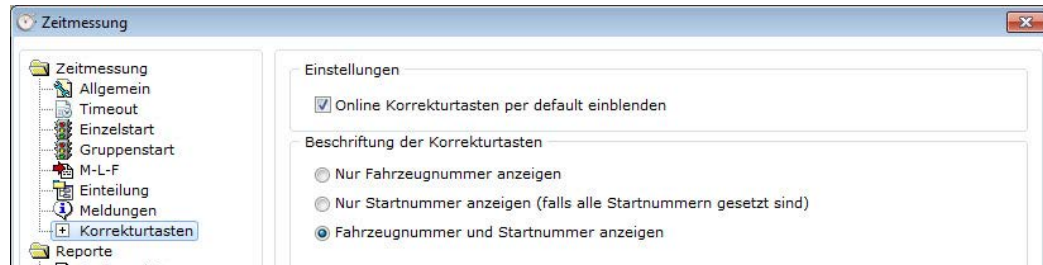 Zeitmessung
Zeitmessung
Allgemein
Timeout
Einzelstart
Gruppenstart
M-L-F
Einteilung
Meldungen
Korrekturtasten
Reporte
Einstellungen
Online Korrekturtasten per default einblenden
Beschriftung der Korrekturtasten
Nur Fahrzeugnummer anzeigen
Nur Startnummer anzeigen (falls alle Startnummern gesetzt sind)
Fahrzeugnummer und Startnummer anzeigen